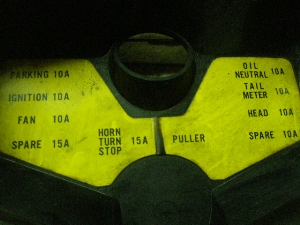 PARKING 10A
IGNITION 10A
FAN 10A
SPARE 15A
HORN
TURN 15A
STOP
PULLER
OIL
NEUTRAL 10A
TAIL
METER 10A
HEAD 10A
SPARE 10A